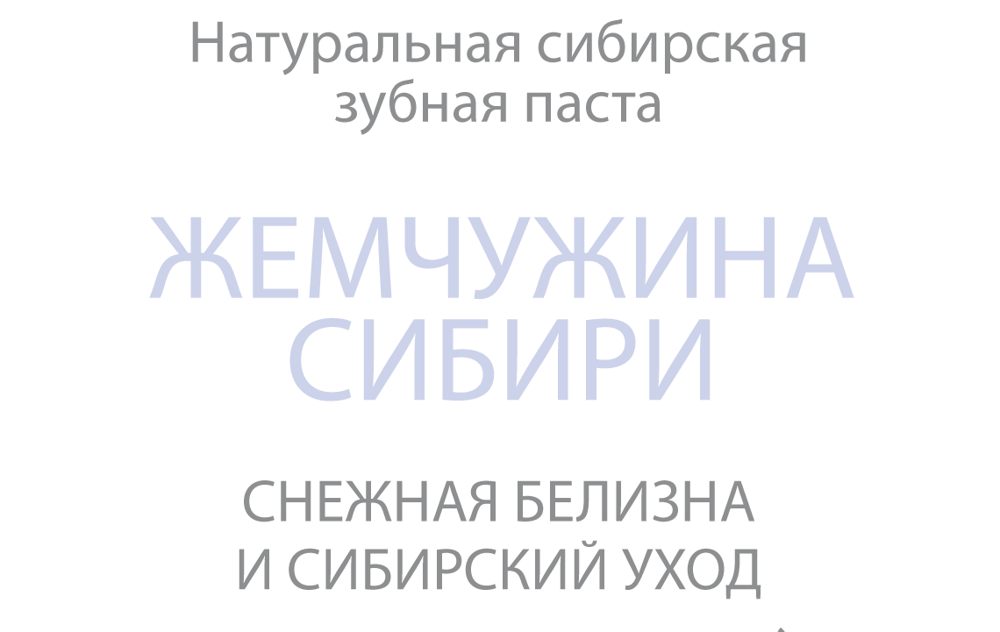 Натуральная сибирская
зубная паста
ЖЕМЧУЖИНА
СИБИРИ
СНЕЖНАЯ БЕЛИЗНА
И СИБИРСКИЙ УХОД